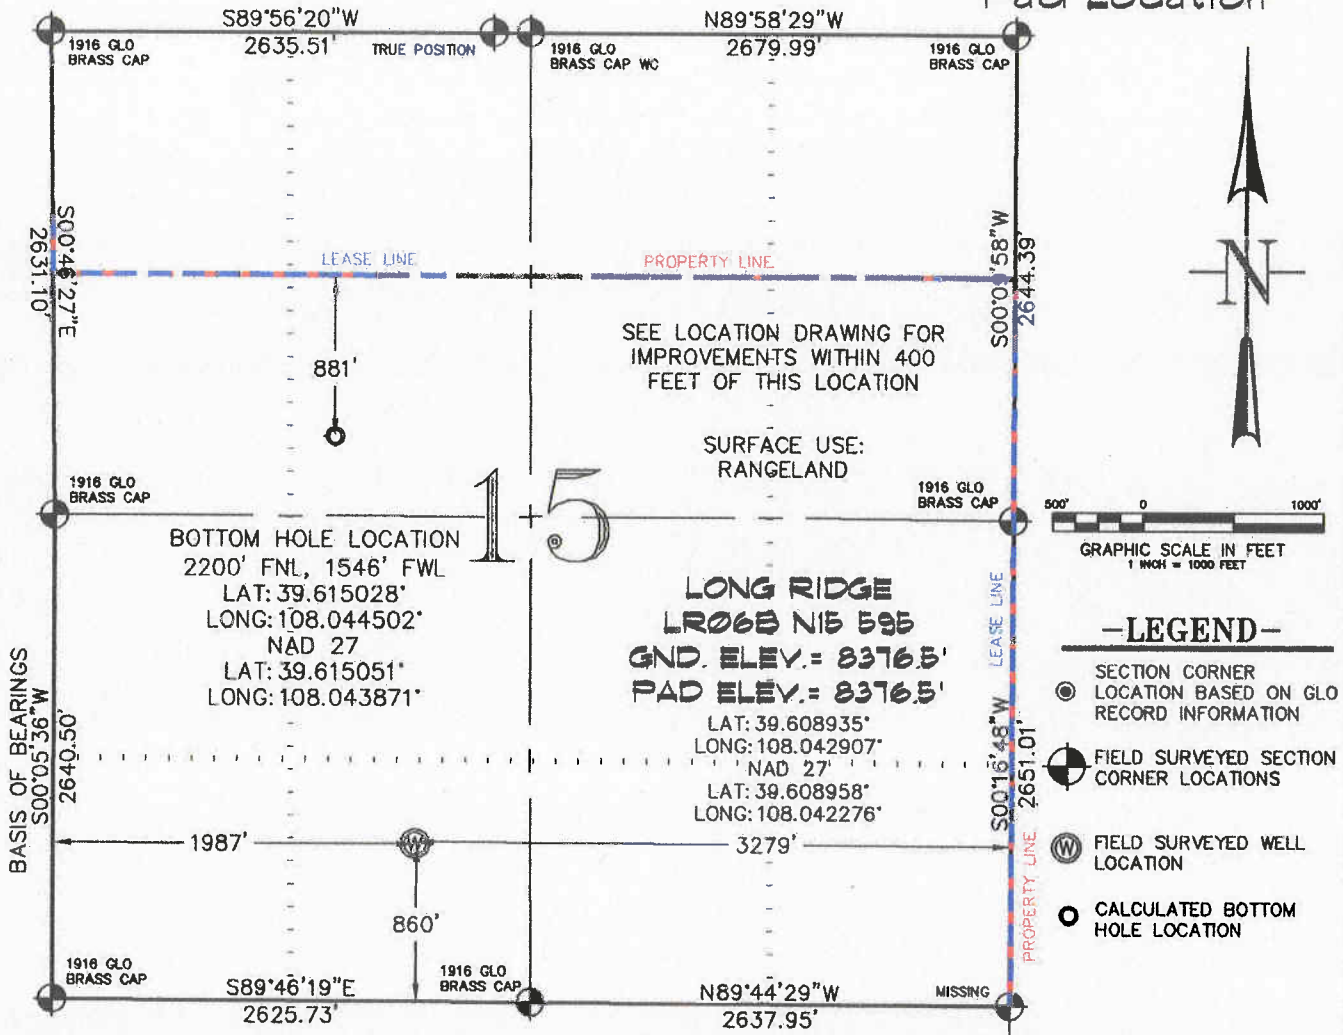 Pad Location
S89°56'20"W
2635.51'
N89°58'29"W
2679.99'
1916 GLO
BRASS CAP
TRUE POSITION
1916 GLO
BRASS CAP WC
1916 GLO
BRASS CAP
S00°46'27"E
2631.10'
LEASE LINE
PROPERTY LINE
2644.39'
881'
SEE LOCATION DRAWING FOR
IMPROVEMENTS WITHIN 400
FEET OF THIS LOCATION
SURFACE USE:
RANGELAND
N
1916 GLO
BRASS CAP
15
1916 GLO
BRASS CAP
500'
0
1000'
GRAPHIC SCALE IN FEET
1 INCH = 1000 FEET
BOTTOM HOLE LOCATION
2200' FNL, 1546' FWL
LAT: 39.615028°
LONG: 108.044502°
NAD 27
LAT: 39.615051°
LONG: 108.043871°
LONG RIDGE
LR06B N15 595
GND. ELEV.= 8376.5'
PAD ELEV.= 8376.5'
LAT: 39.608935°
LONG: 108.042907°
NAD 27
LAT: 39.608958°
LONG: 108.042276°
LEASE LINE
S00°16'48"W
2651.01'
PROPERTY LINE
BASIS OF BEARINGS
S00°05'36"W
2640.50'
-LEGEND-
SECTION CORNER
LOCATION BASED ON GLO
RECORD INFORMATION
FIELD SURVEYED SECTION
CORNER LOCATIONS
W
FIELD SURVEYED WELL
LOCATION
CALCULATED BOTTOM
HOLE LOCATION
1987'
W
3279'
860'
1916 GLO
BRASS CAP
S89°46'19"E
2625.73'
1916 GLO
BRASS CAP
N89°44'29"W
2637.95'
MISSING